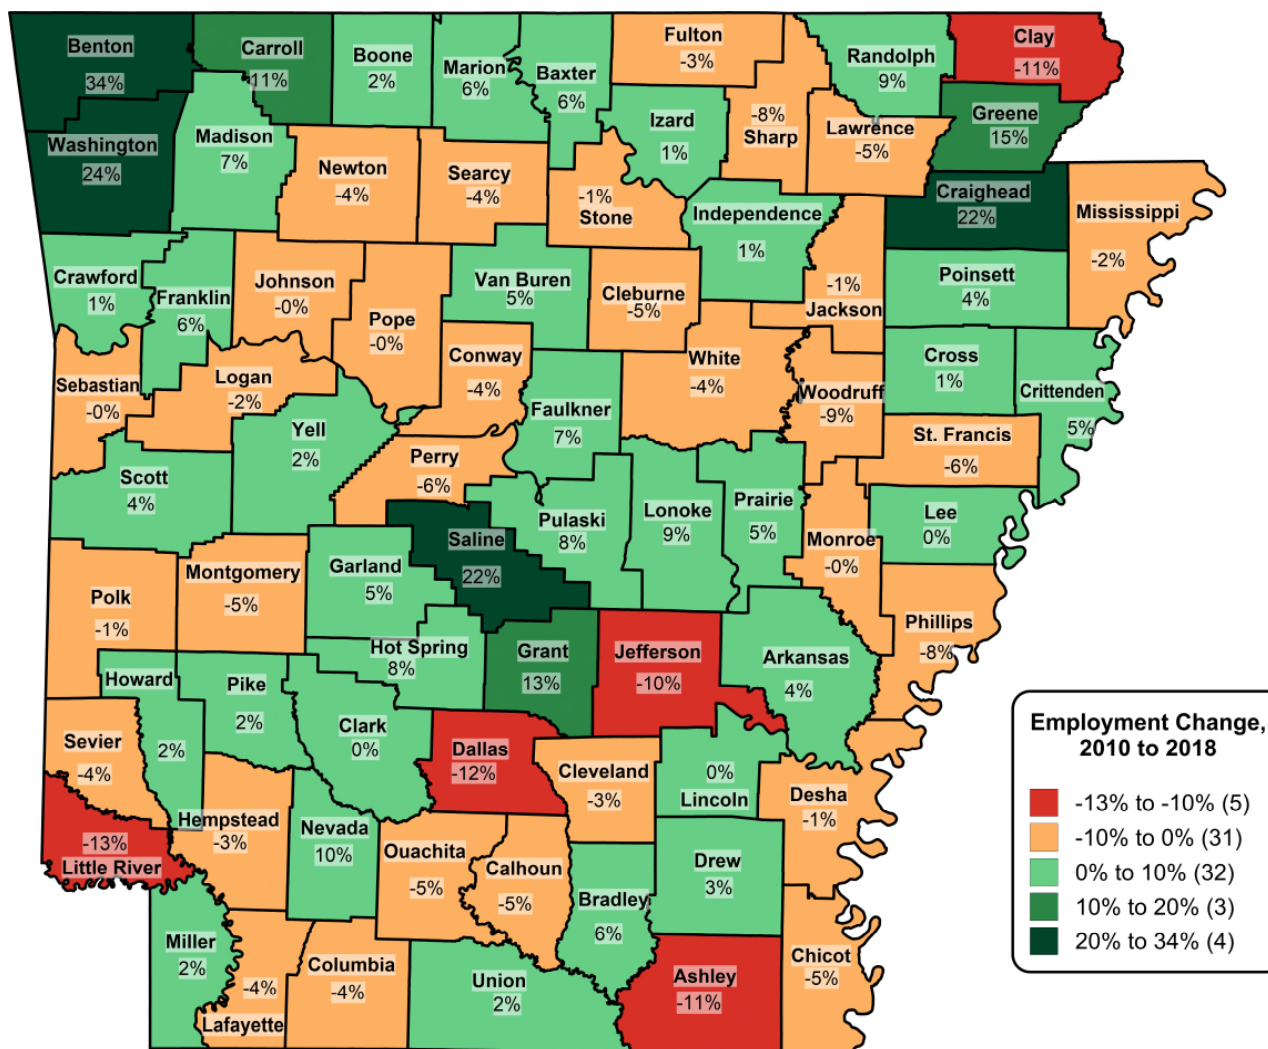 Benton
34%
Carroll
11%
Boone
2%
Marion
6%
Baxter
6%
Fulton
-3%
Randolph
9%
Clay
-11%
Washington
24%
Madison
7%
Newton
-4%
Searcy
-4%
-1%
Stone
Izard
1%
-8%
Sharp
Lawrence
-5%
Greene
15%
Craighead
22%
Mississippi
-2%
Crawford
1%
Franklin
6%
Johnson
-0%
Pope
-0%
Van Buren
5%
Cleburne
-5%
Independence
1%
-1%
Jackson
Poinsett
4%
Sebastian
-0%
Logan
-2%
Conway
-4%
White
-4%
Woodruff
-9%
Cross
1%
Crittenden
5%
Scott
4%
Yell
2%
Perry
-6%
Faulkner
7%
St. Francis
-6%
Pulaski
8%
Lonoke
9%
Prairie
5%
Monroe
-0%
Lee
0%
Polk
-1%
Montgomery
-5%
Garland
5%
Saline
22%
Phillips
-8%
Howard
2%
Pike
2%
Hot Spring
8%
Grant
13%
Jefferson
-10%
Arkansas
4%
Sevier
-4%
Clark
0%
Dallas
-12%
Cleveland
-3%
0%
Lincoln
Desha
-1%
-13%
Little River
Hempstead
-3%
Nevada
10%
Ouachita
-5%
Calhoun
-5%
Bradley
6%
Drew
3%
Miller
2%
-4%
Lafayette
Columbia
-4%
Union
2%
Ashley
-11%
Chicot
-5%
Employment Change,
2010 to 2018
-13% to -10% (5)
-10% to 0% (31)
0% to 10% (32)
10% to 20% (3)
20% to 34% (4)